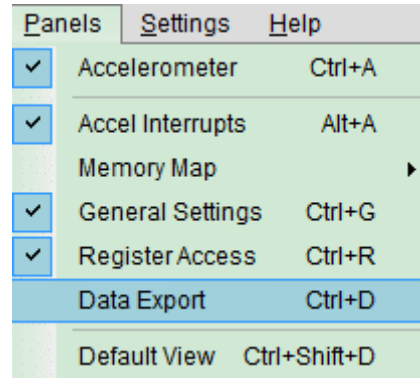 Panels Settings Help
Accelerometer Ctrl+A
Accel Interrupts Alt+A
Memory Map
General Settings Ctrl+G
Register Access Ctrl+R
Data Export Ctrl+D
Default View Ctrl+Shift+D